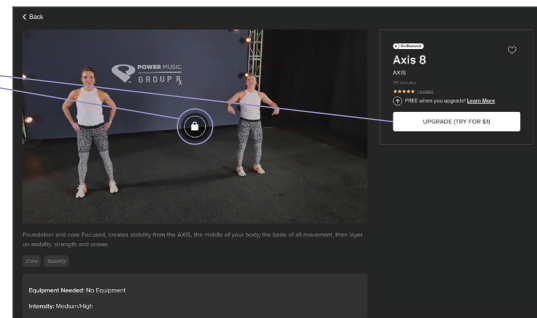 Back
POWER MUSIC
GROUP Rx
On-Demand
Axis 8
AXIS
25 minutes
1 review
FREE when you upgrade! Learn More
UPGRADE (TRY FOR $1)
Foundation and core Focused, creates stability from the AXIS, the middle of your body, the basis of all movement, then layer
on mobility, strength and power.
Core Stability
Equipment Needed: No Equipment
Intensity: Medium/High